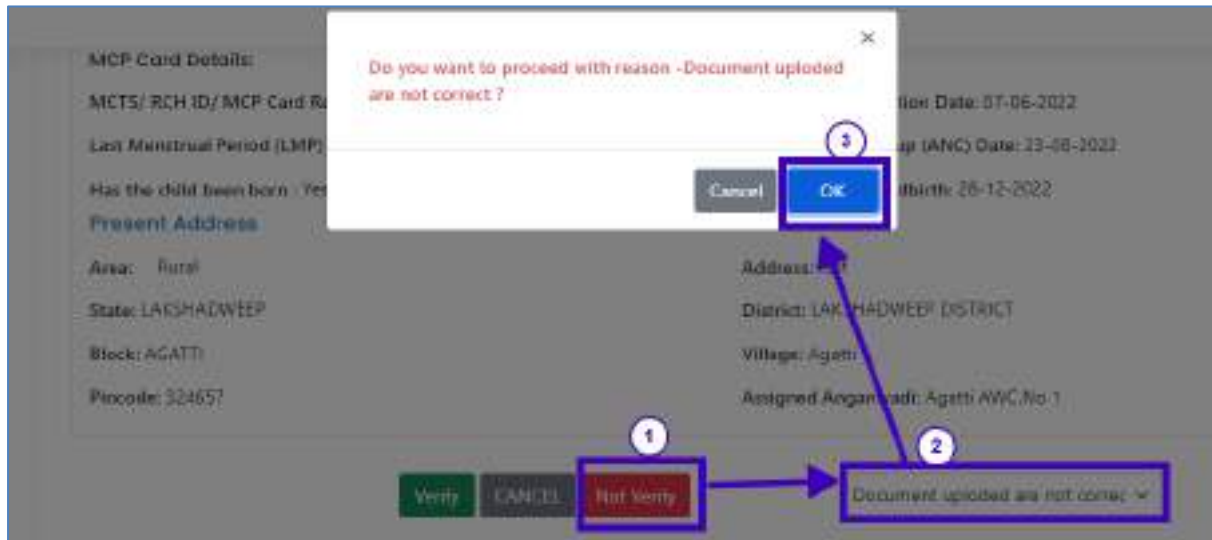 ×
Do you want to proceed with reason -Document uploded
are not correct ?
3
Cancel OK
MCP Card Details:
MCTS/ RCH ID/ MCP Card Date: 07-06-2022
Last Menstrual Period (LMP) (ANC) Date: 23-08-2022
Has the child been born Yes 28-12-2022
Present Address
Area: Rural Address:
State: LAKSHADWEEP District: LAKSHADWEEP DISTRICT
Block: AGATTI Village: Agatti
Pincode: 324657 Assigned Anganwadi: Agatti AWC.No 1
1
2
Verify CANCEL Not Verify Document uploded are not correc